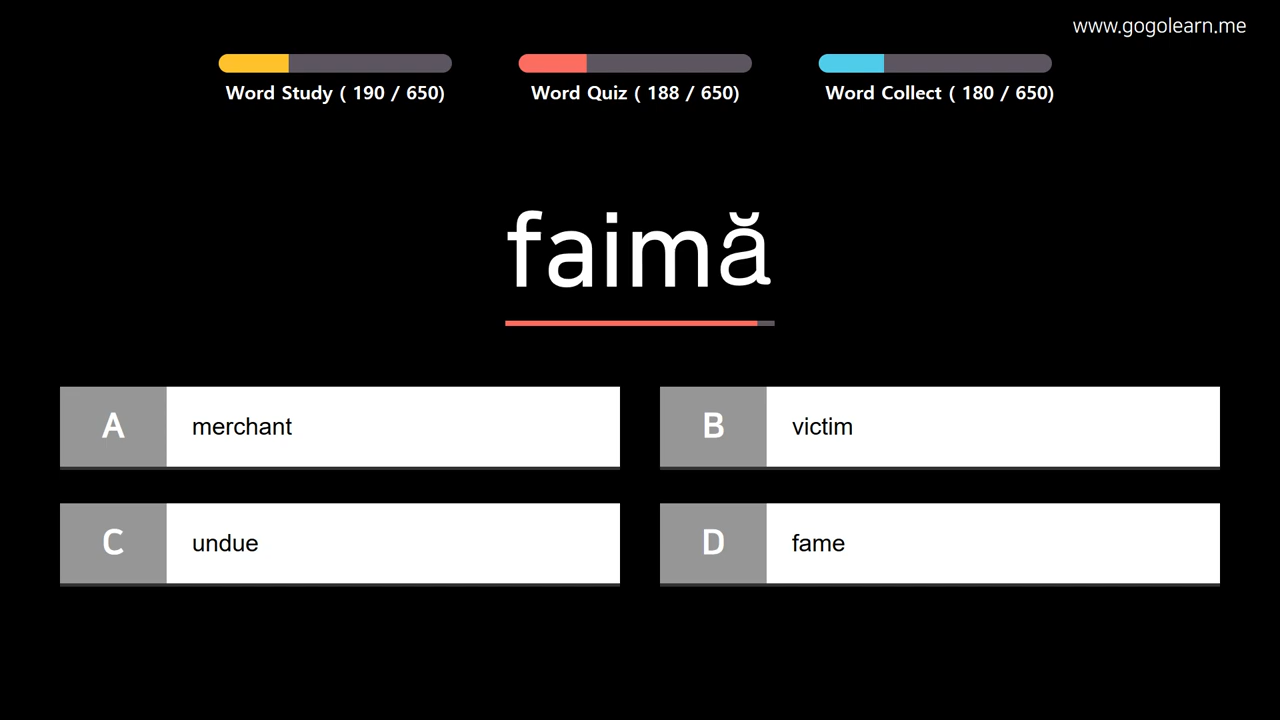 www.gogolearn.me
Word Study ( 190 / 650)
Word Quiz ( 188 / 650)
Word Collect ( 180 / 650)
faimă
A merchant
B victim
C undue
D fame